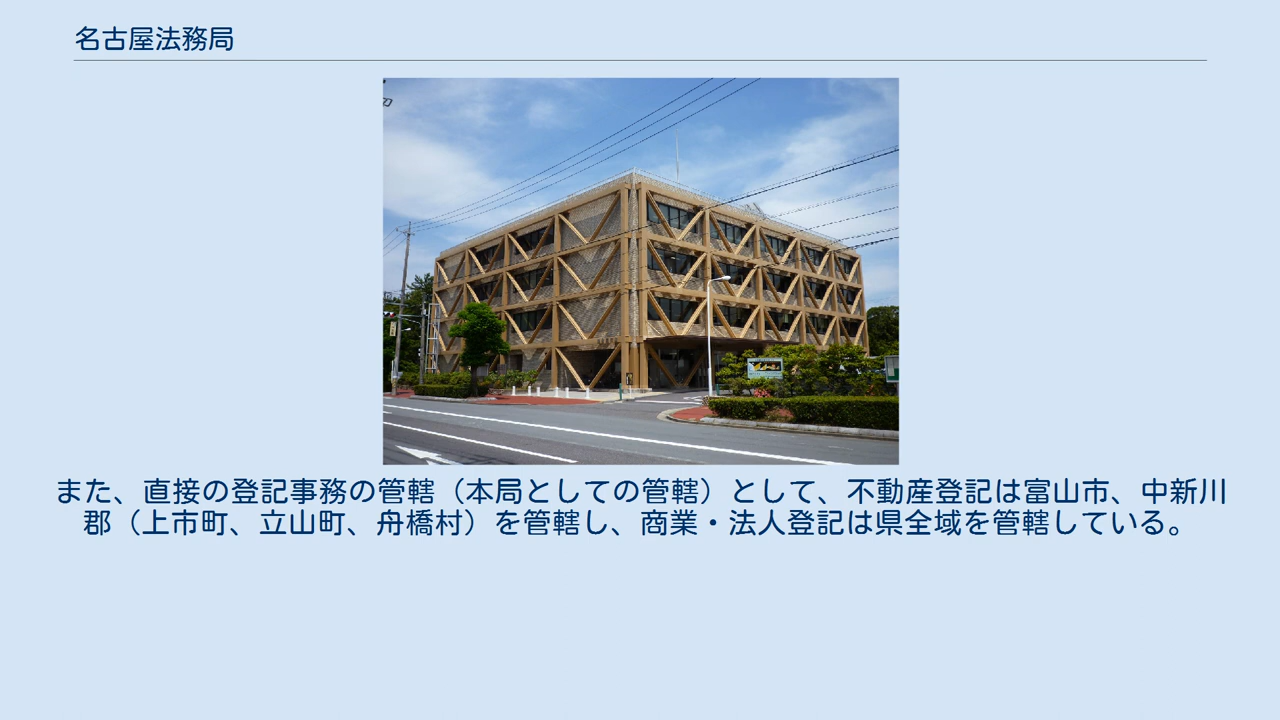 名古屋法務局
また、直接の登記事務の管轄（本局としての管轄）として、不動産登記は富山市、中新川
郡（上市町、立山町、舟橋村）を管轄し、商業・法人登記は県全域を管轄している。